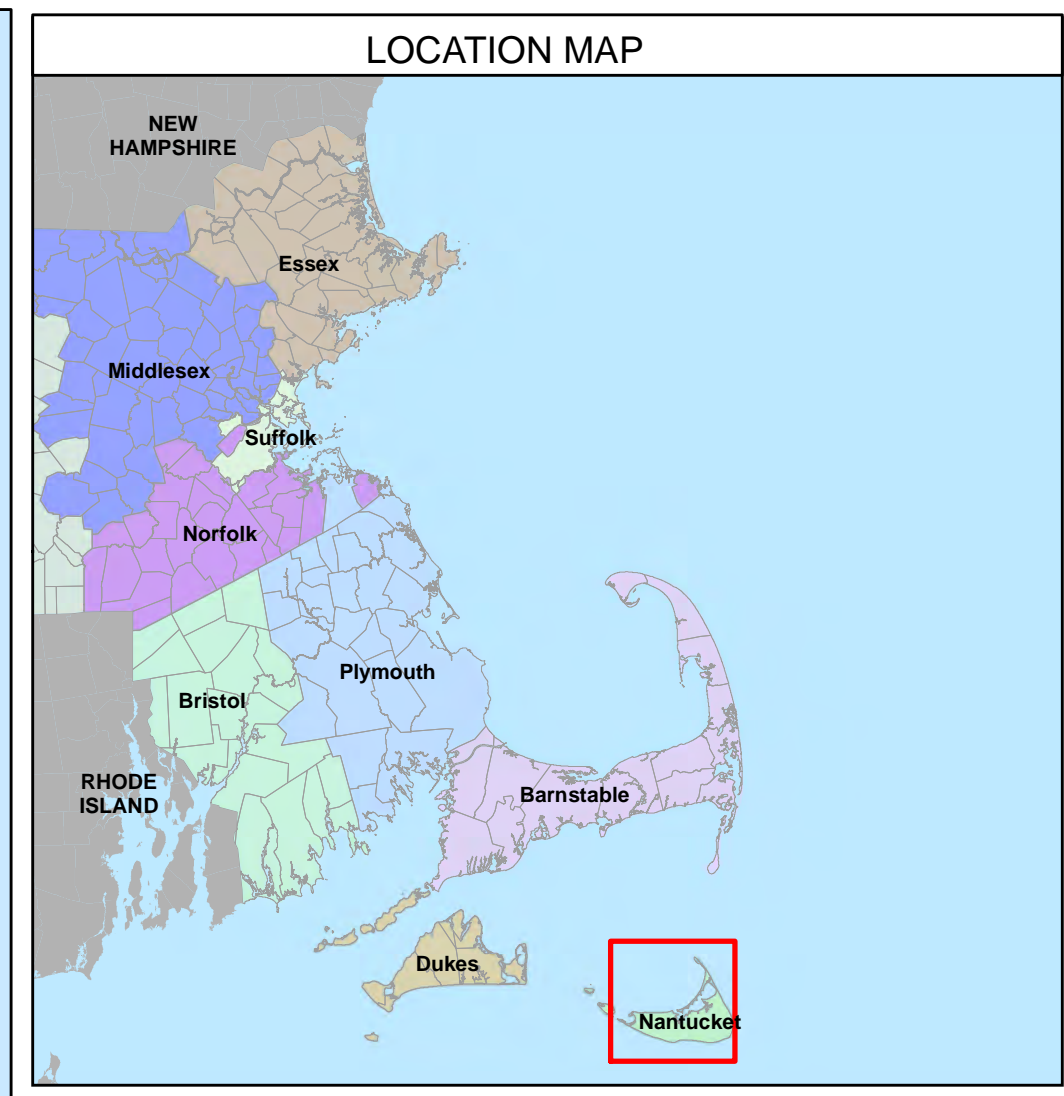 LOCATION MAP
NEW
HAMPSHIRE
Essex
Middlesex
Suffolk
Norfolk
Plymouth
Bristol
RHODE
ISLAND
Barnstable
Dukes
Nantucket